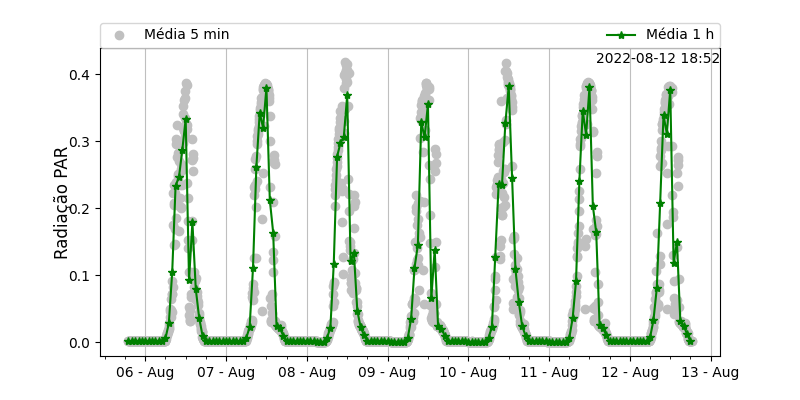 Média 5 min
Média 1 h
2022-08-12 18:52
Radiação PAR
0.4
0.3
0.2
0.1
0.0
06 - Aug
07 - Aug
08 - Aug
09 - Aug
10 - Aug
11 - Aug
12 - Aug
13 - Aug